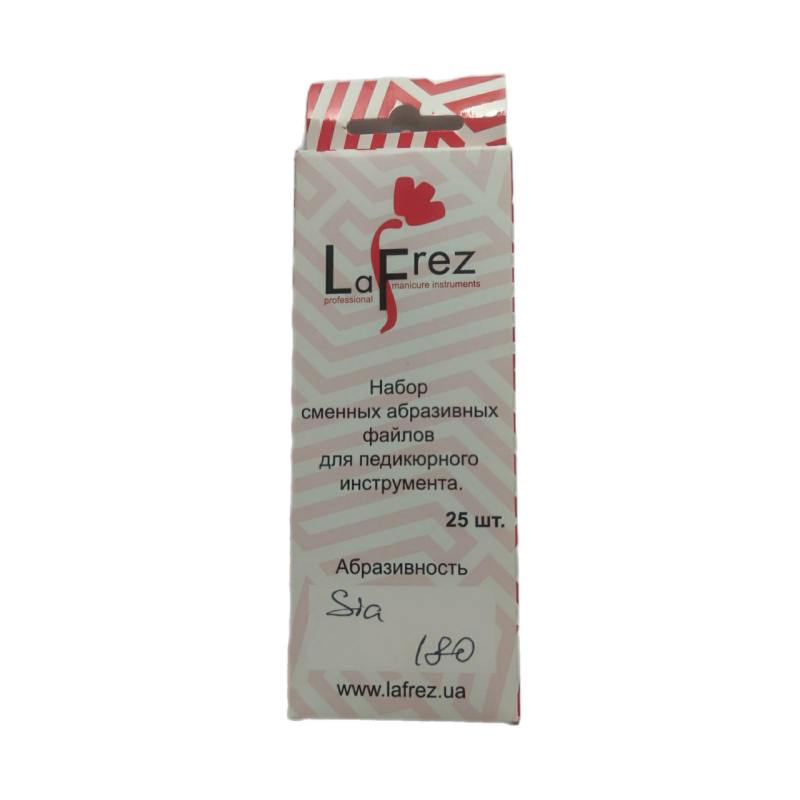 LaFrez
professional manicure instruments
Набор
сменных абразивных
файлов
для педикюрного
инструмента.
25 шт.
Абразивность
Sia
180
www.lafrez.ua